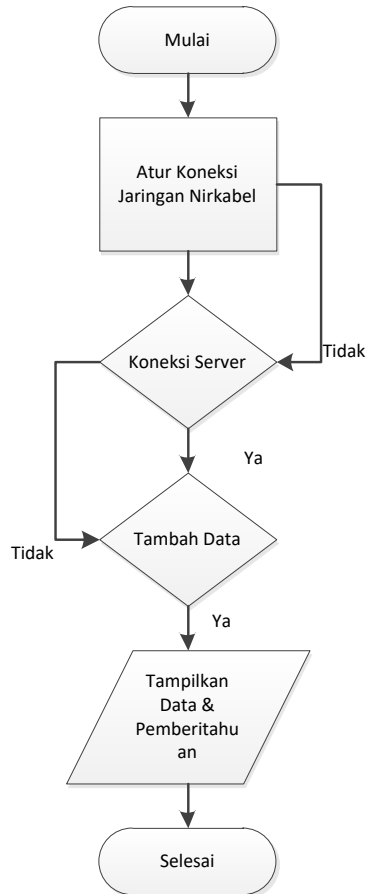 Mulai
Atur Koneksi
Jaringan Nirkabel
Tidak
Koneksi Server
Ya
Tambah Data
Tidak
Ya
Tampilkan
Data &
Pemberitahu
an
Selesai